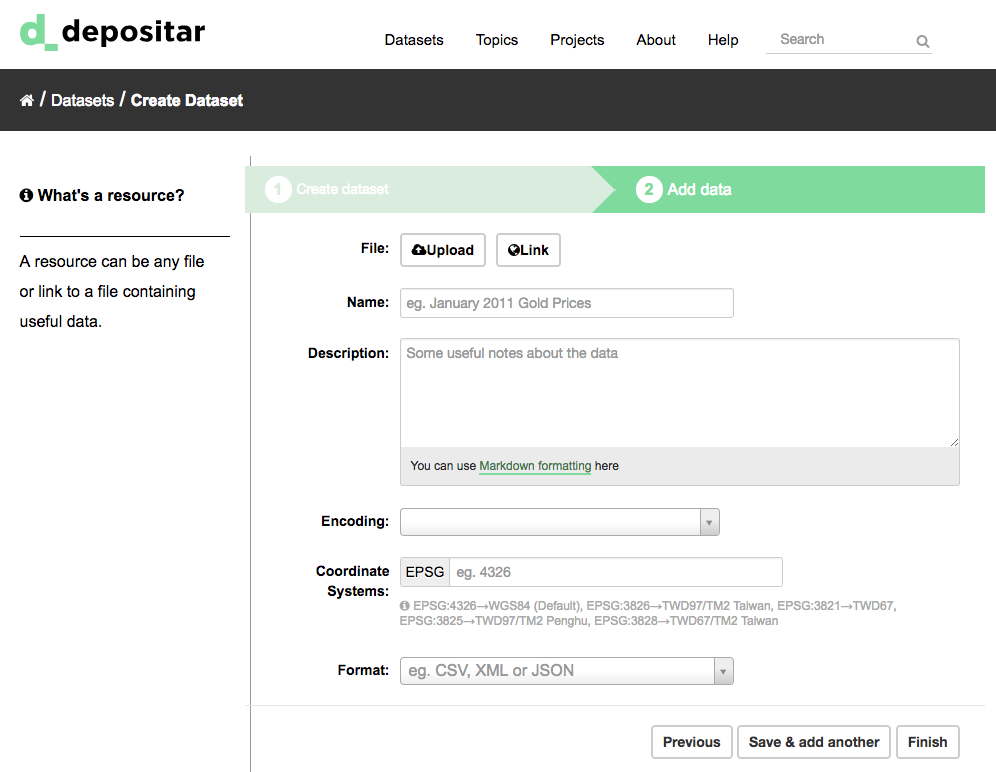 d_ depositar
Datasets Topics Projects About Help Search
/ Datasets / Create Dataset
What's a resource?
A resource can be any file
or link to a file containing
useful data.
1 Create dataset
2 Add data
File: Upload Link
Name: eg. January 2011 Gold Prices
Description: Some useful notes about the data
You can use Markdown formatting here
Encoding:
Coordinate
Systems:
EPSG eg. 4326
EPSG:4326→WGS84 (Default), EPSG:3826→TWD97/TM2 Taiwan, EPSG:3821→TWD67,
EPSG:3825→TWD97/TM2 Penghu, EPSG:3828→TWD67/TM2 Taiwan
Format: eg. CSV, XML or JSON
Previous Save & add another Finish